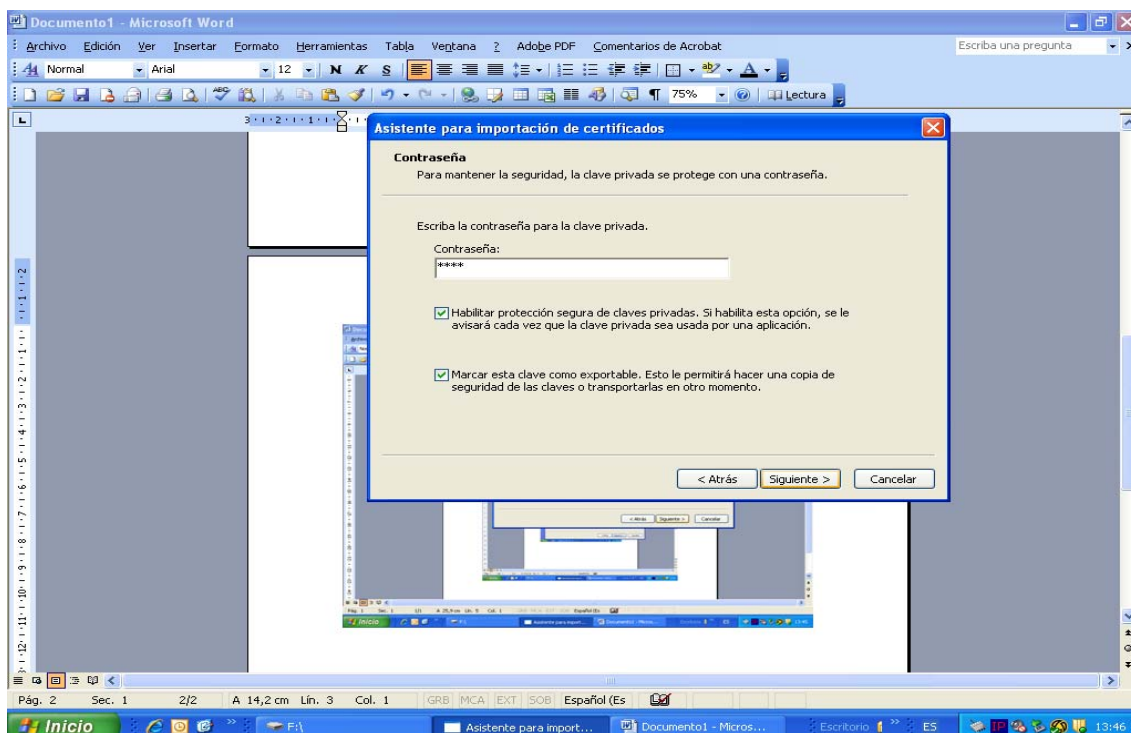 Documento1 - Microsoft Word
Archivo Edición Ver Insertar Formato Herramientas Tabla Ventana ? Adobe PDF Comentarios de Acrobat Escriba una pregunta
Normal Arial 12 N K S
75% Lectura
Asistente para importación de certificados
Contraseña
Para mantener la seguridad, la clave privada se protege con una contraseña.
Escriba la contraseña para la clave privada.
Contraseña:
****
Habilitar protección segura de claves privadas. Si habilita esta opción, se le
avisará cada vez que la clave privada sea usada por una aplicación.
Marcar esta clave como exportable. Esto le permitirá hacer una copia de
seguridad de las claves o transportarlas en otro momento.
< Atrás Siguiente > Cancelar
< Atrás Siguiente > Cancelar
Inicio
Pág. 2 Sec. 1 2/2 A 14,2 cm Lín. 3 Col. 1 GRB MCA EXT SOB Español (Es
Inicio F:\ Asistente para import... Documento1 - Micros... Escritorio ES 13:46